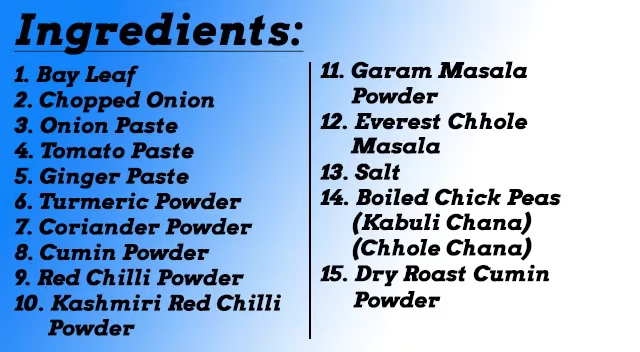 Ingredients:
1. Bay Leaf
2. Chopped Onion
3. Onion Paste
4. Tomato Paste
5. Ginger Paste
6. Turmeric Powder
7. Coriander Powder
8. Cumin Powder
9. Red Chilli Powder
10. Kashmiri Red Chilli
Powder
11. Garam Masala
Powder
12. Everest Chhole
Masala
13. Salt
14. Boiled Chick Peas
(Kabuli Chana)
(Chhole Chana)
15. Dry Roast Cumin
Powder